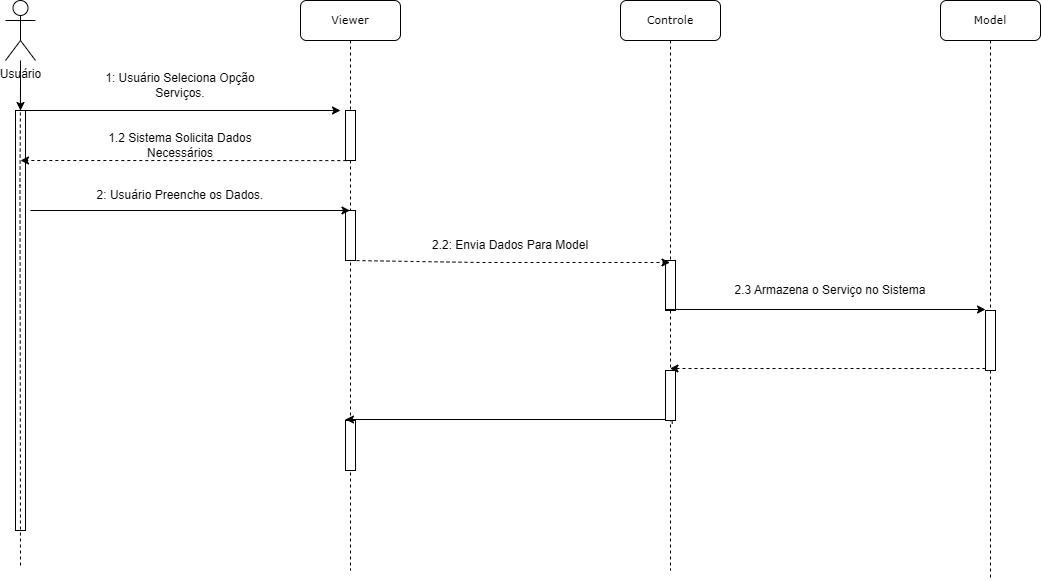 Viewer
Controle
Model
Usuário
1: Usuário Seleciona Opção
Serviços.
1.2 Sistema Solicita Dados
Necessários
2: Usuário Preenche os Dados.
2.2: Envia Dados Para Model
2.3 Armazena o Serviço no Sistema